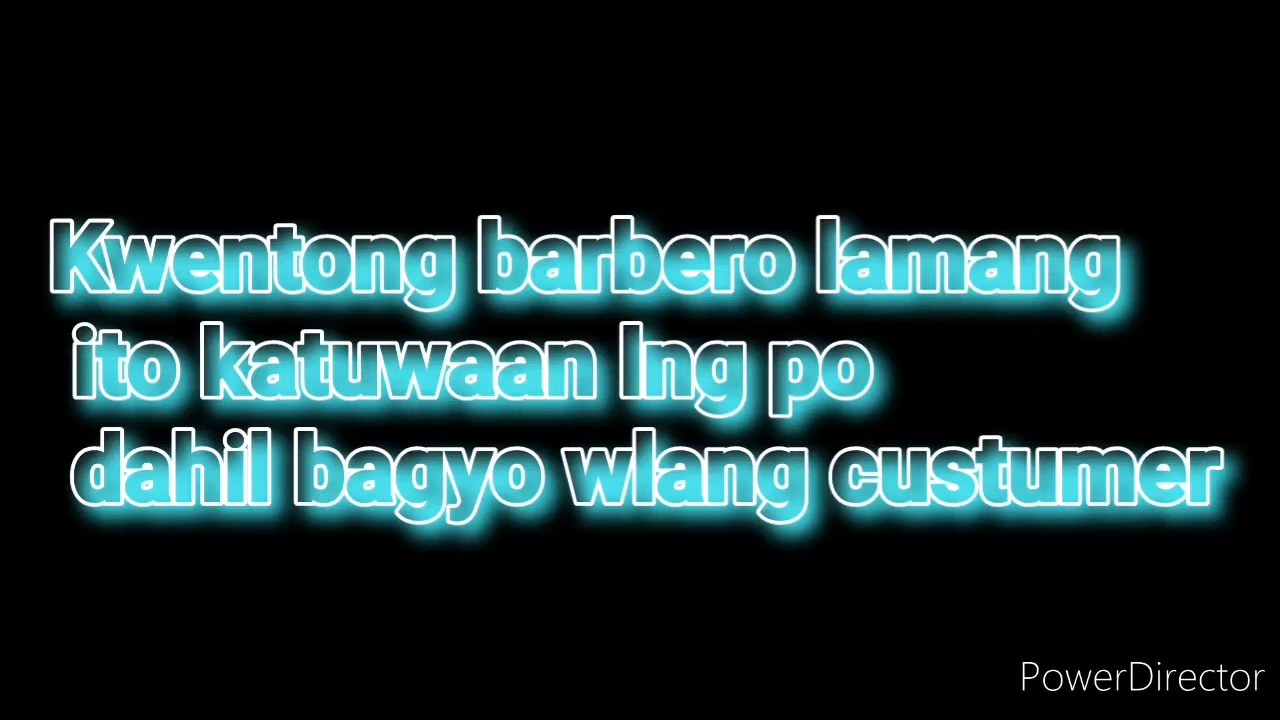 Kwentong barbero lamang
ito katuwaan lng po
dahil bagyo wlang custumer
PowerDirector